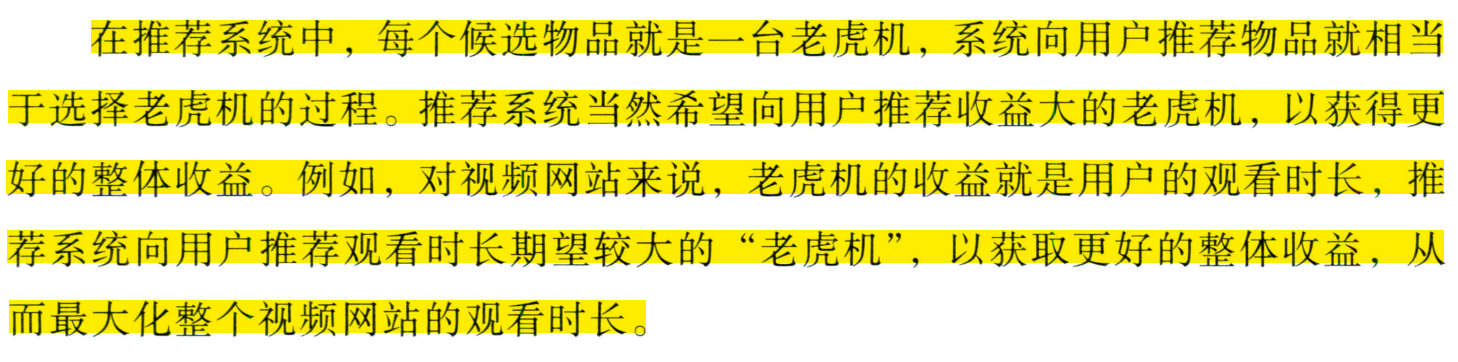 在推荐系统中，每个候选物品就是一台老虎机，系统向用户推荐物品就相当
于选择老虎机的过程。推荐系统当然希望向用户推荐收益大的老虎机，以获得更
好的整体收益。例如，对视频网站来说，老虎机的收益就是用户的观看时长，推
荐系统向用户推荐观看时长期望较大的“老虎机”，以获取更好的整体收益，从
而最大化整个视频网站的观看时长。